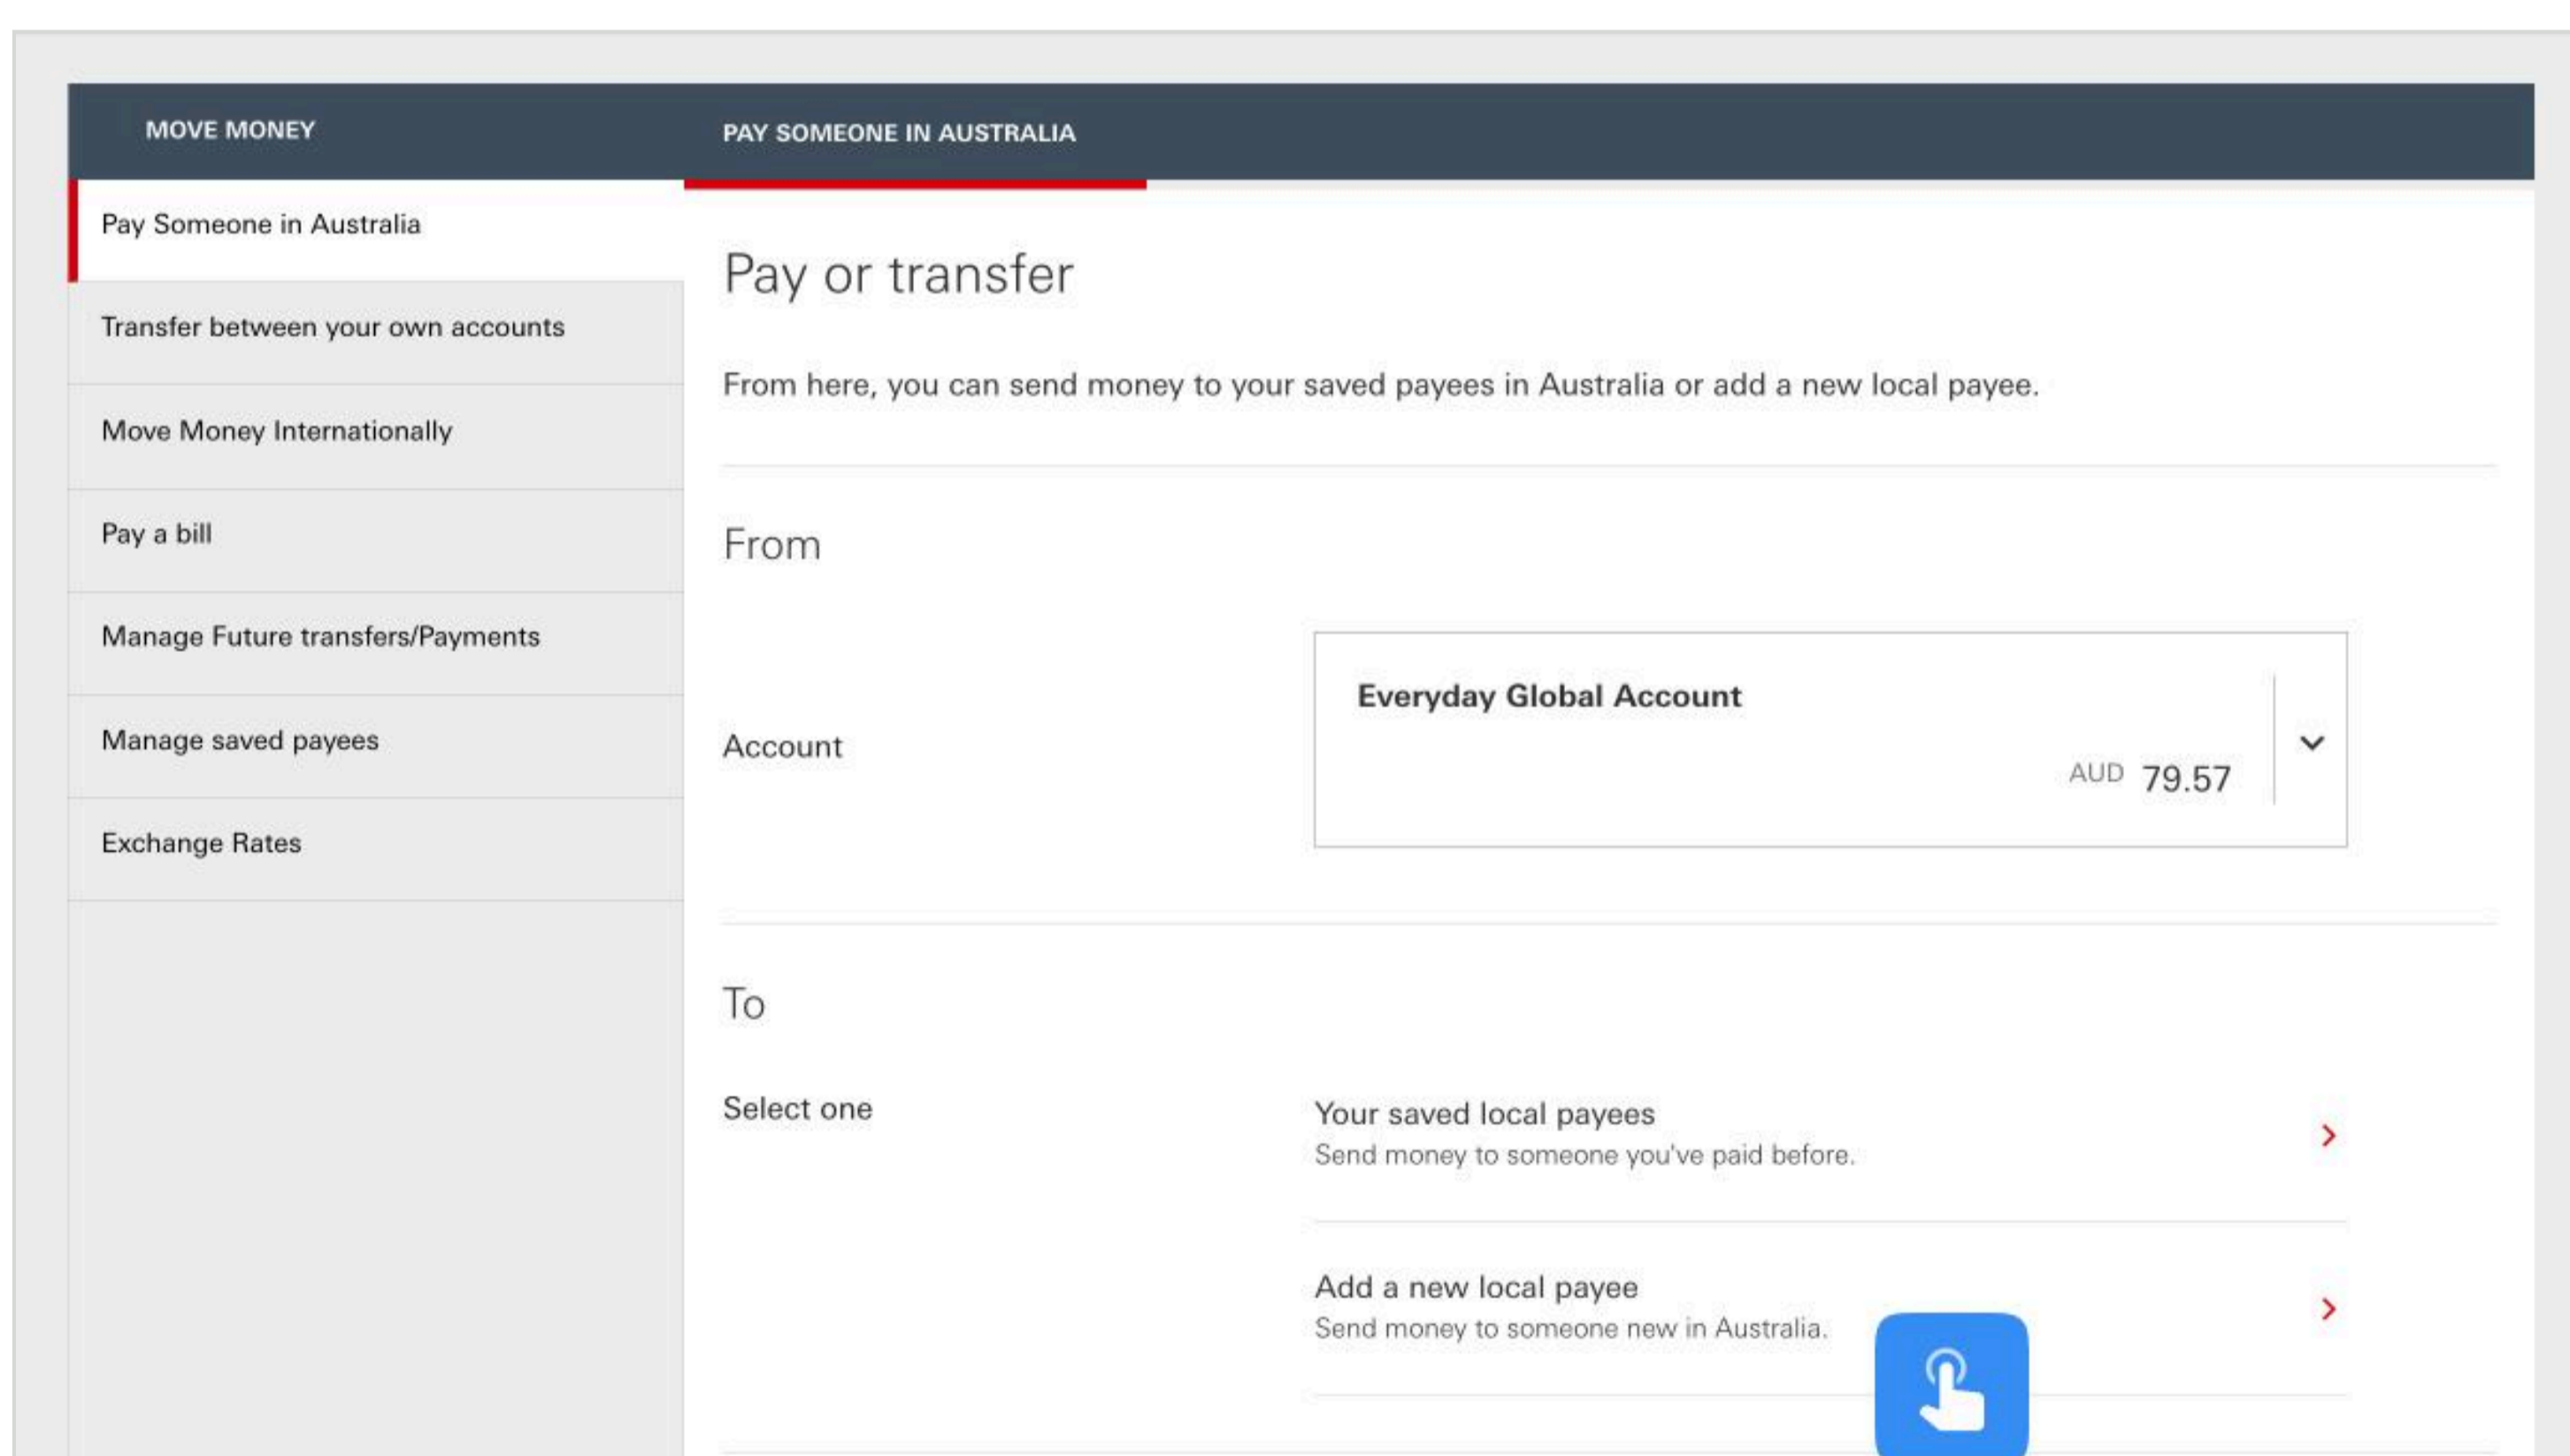 MOVE MONEY
PAY SOMEONE IN AUSTRALIA
Pay Someone in Australia
Transfer between your own accounts
Move Money Internationally
Pay a bill
Manage Future transfers/Payments
Manage saved payees
Exchange Rates
Pay or transfer
From here, you can send money to your saved payees in Australia or add a new local payee.
From
Account
Everyday Global Account
AUD 79.57
To
Select one
Your saved local payees
Send money to someone you've paid before.
Add a new local payee
Send money to someone new in Australia.